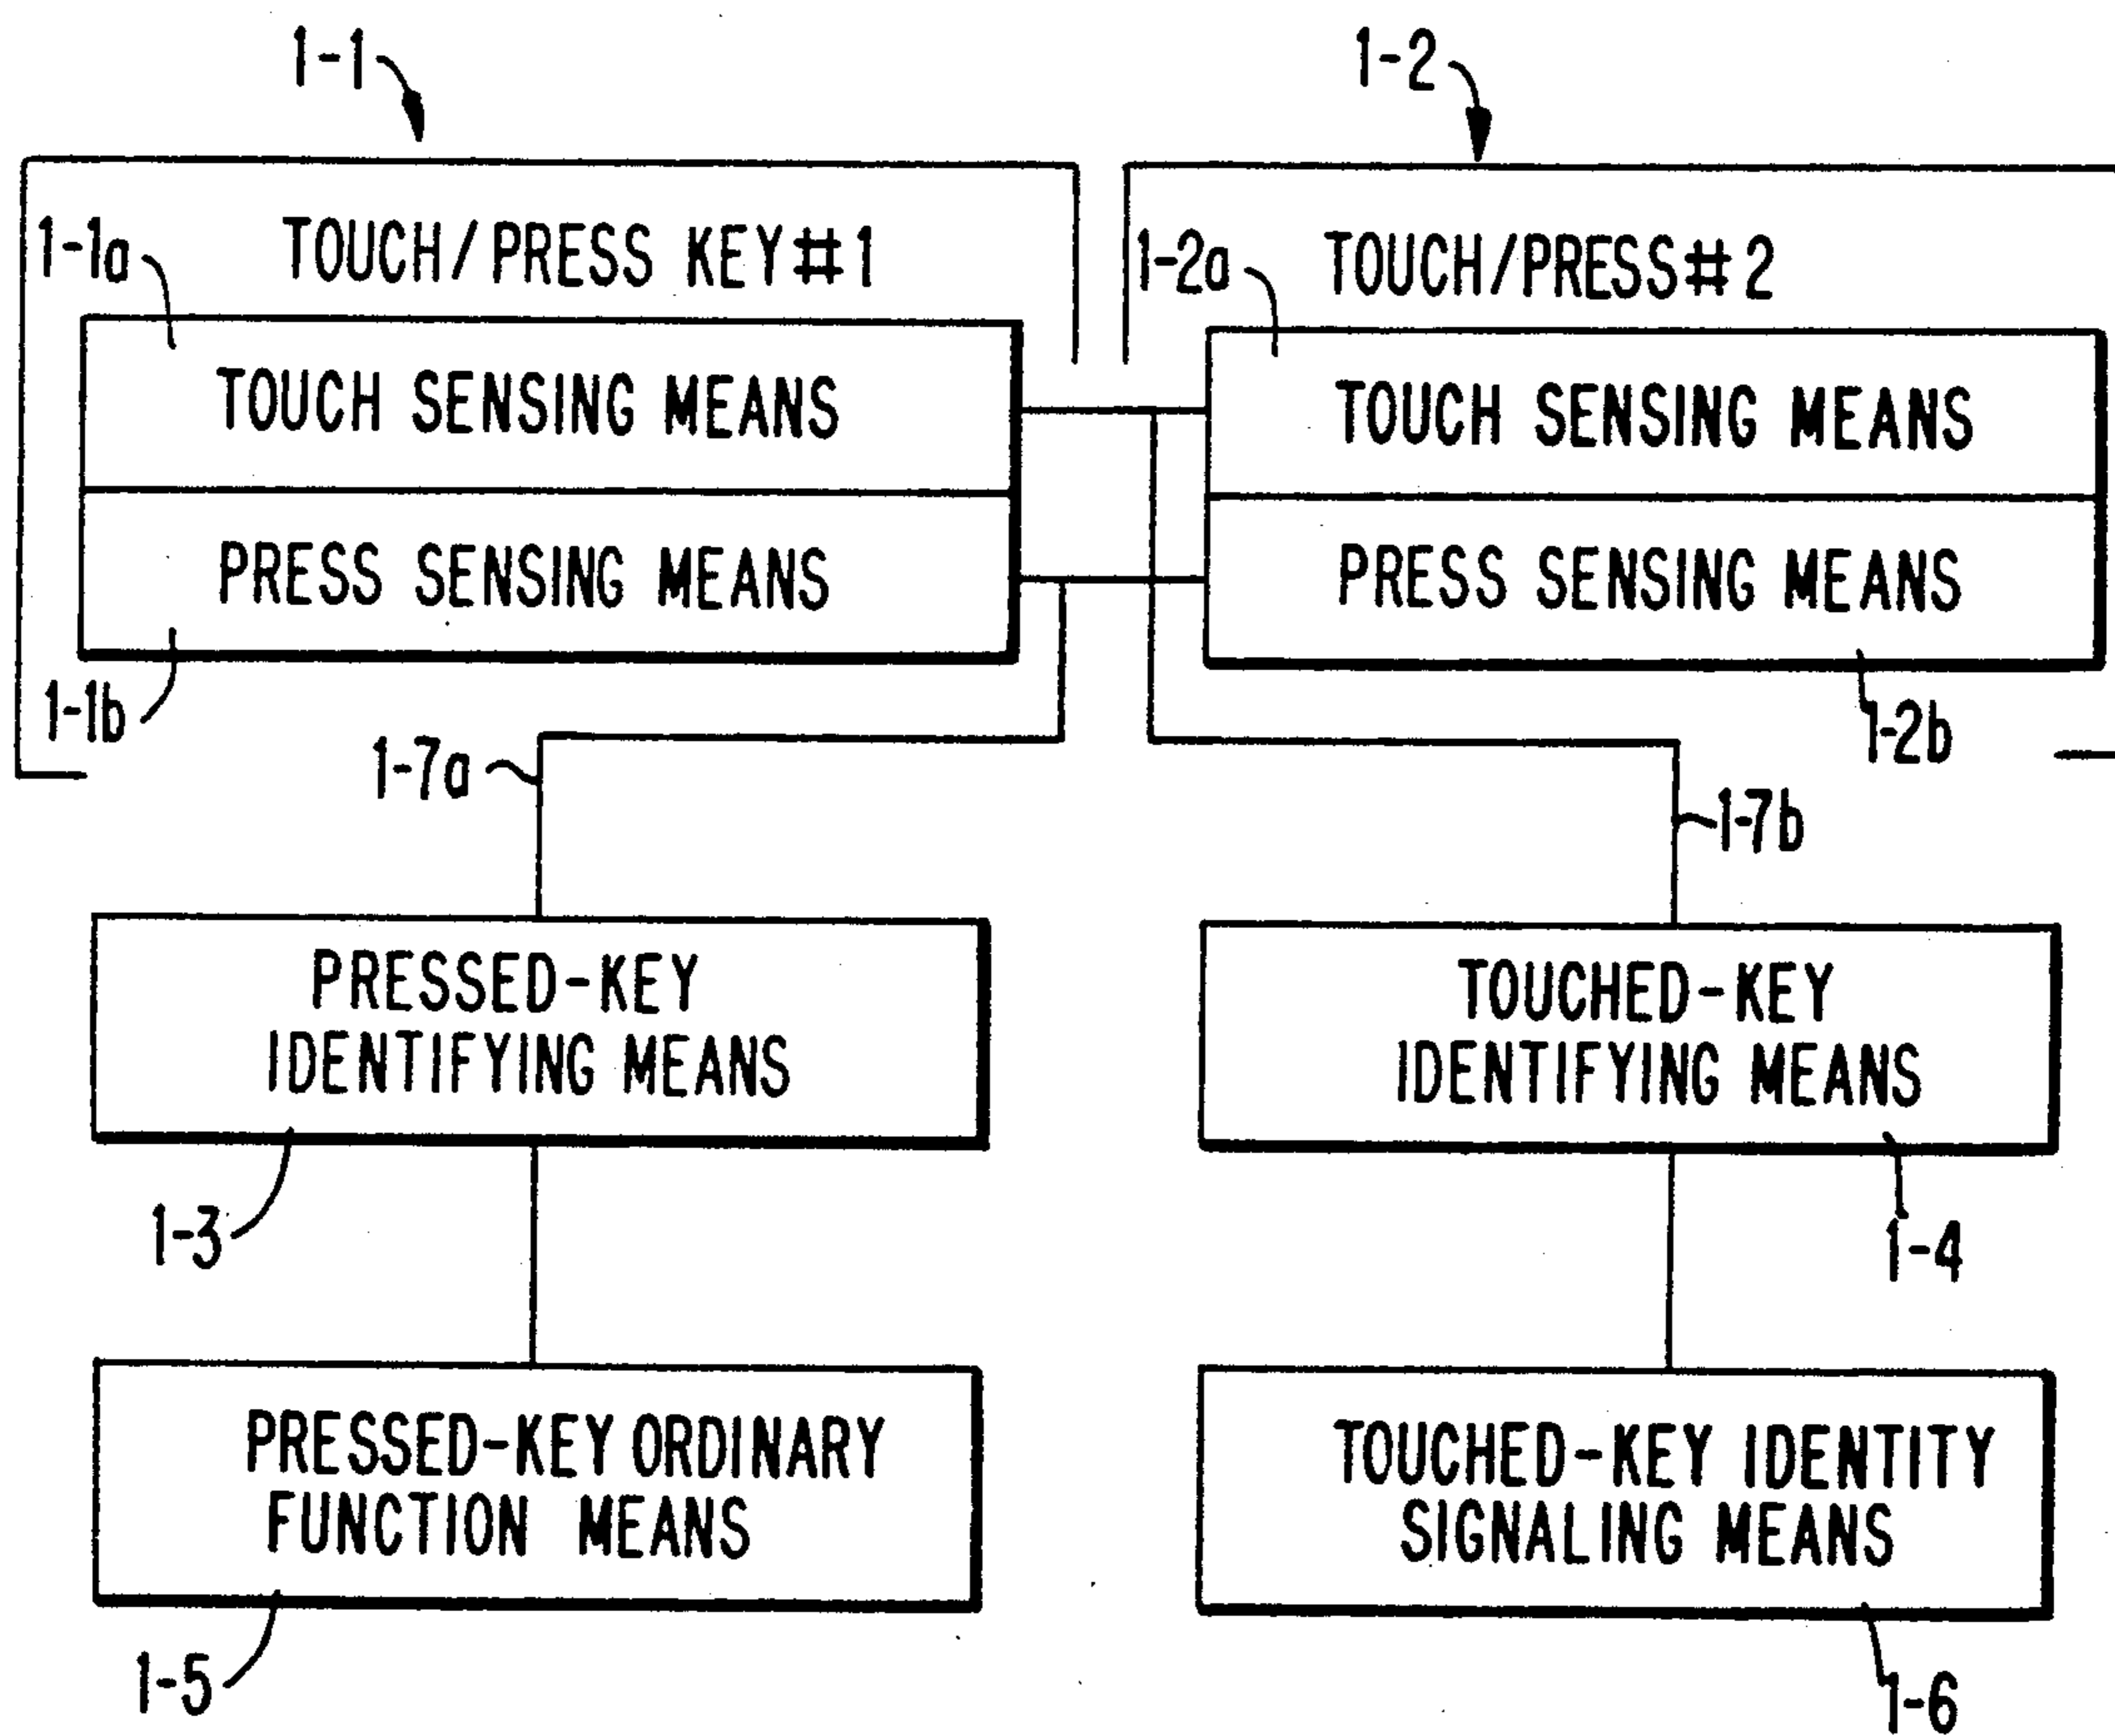 1-1
1-2
1-1a
TOUCH/PRESS KEY#1
1-2a
TOUCH/PRESS#2
TOUCH SENSING MEANS
TOUCH SENSING MEANS
PRESS SENSING MEANS
PRESS SENSING MEANS
1-1b
1-2b
1-7a
1-7b
PRESSED-KEY
IDENTIFYING MEANS
TOUCHED-KEY
IDENTIFYING MEANS
1-3
1-4
PRESSED-KEY ORDINARY
FUNCTION MEANS
TOUCHED-KEY IDENTITY
SIGNALING MEANS
1-5
1-6